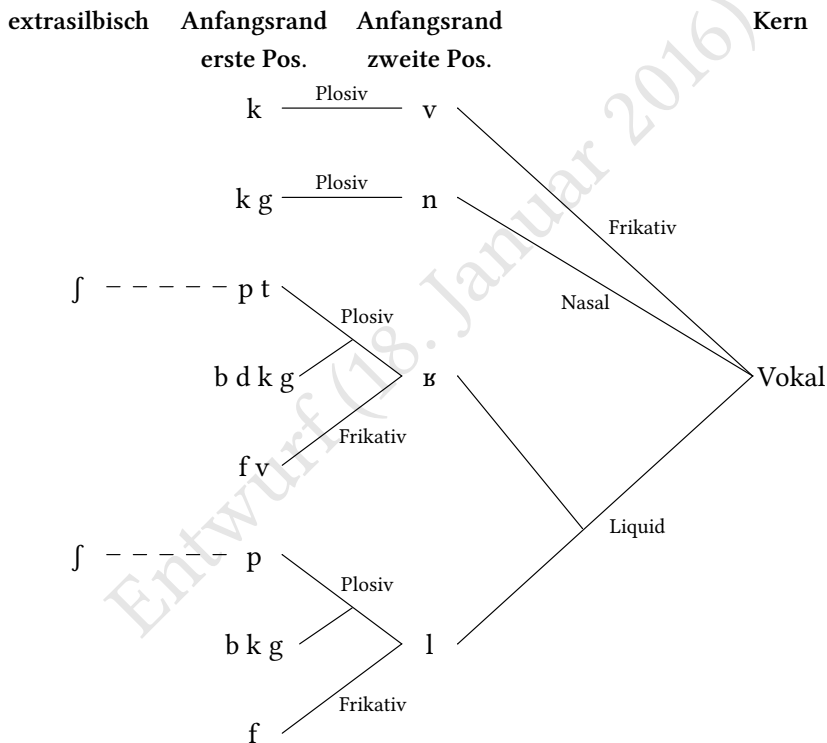 extrasilbisch Anfangsrand Anfangsrand Kern
erste Pos. zweite Pos.
k Plosiv v
k g Plosiv n
Frikativ
ʃ p t
Nasal
Plosiv
b d k g ʁ Vokal
Frikativ
f v
Liquid
ʃ p
Plosiv
b k g l
Frikativ
f
Entwurf (18. Januar 2016)